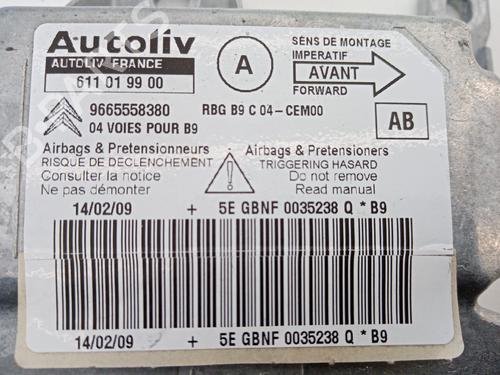 Autoliv
AUTOLIV FRANCE
611 01 99 00
A
SENS DE MONTAGE
IMPERATIF
AVANT
FORWARD
9665558380
RBG B9 C 04-CEM00
04 VOIES POUR B9
AB
Airbags & Pretensionneurs
RISQUE DE DÉCLENCHEMENT
Consulter la notice
Ne pas démonter
Airbags & Pretensioners
TRIGGERING HASARD
Do not remove
Read manual
14/02/09 + 5E GBNF 0035238 Q * B9
14/02/09 + 5E GBNF 0035238 Q * B9